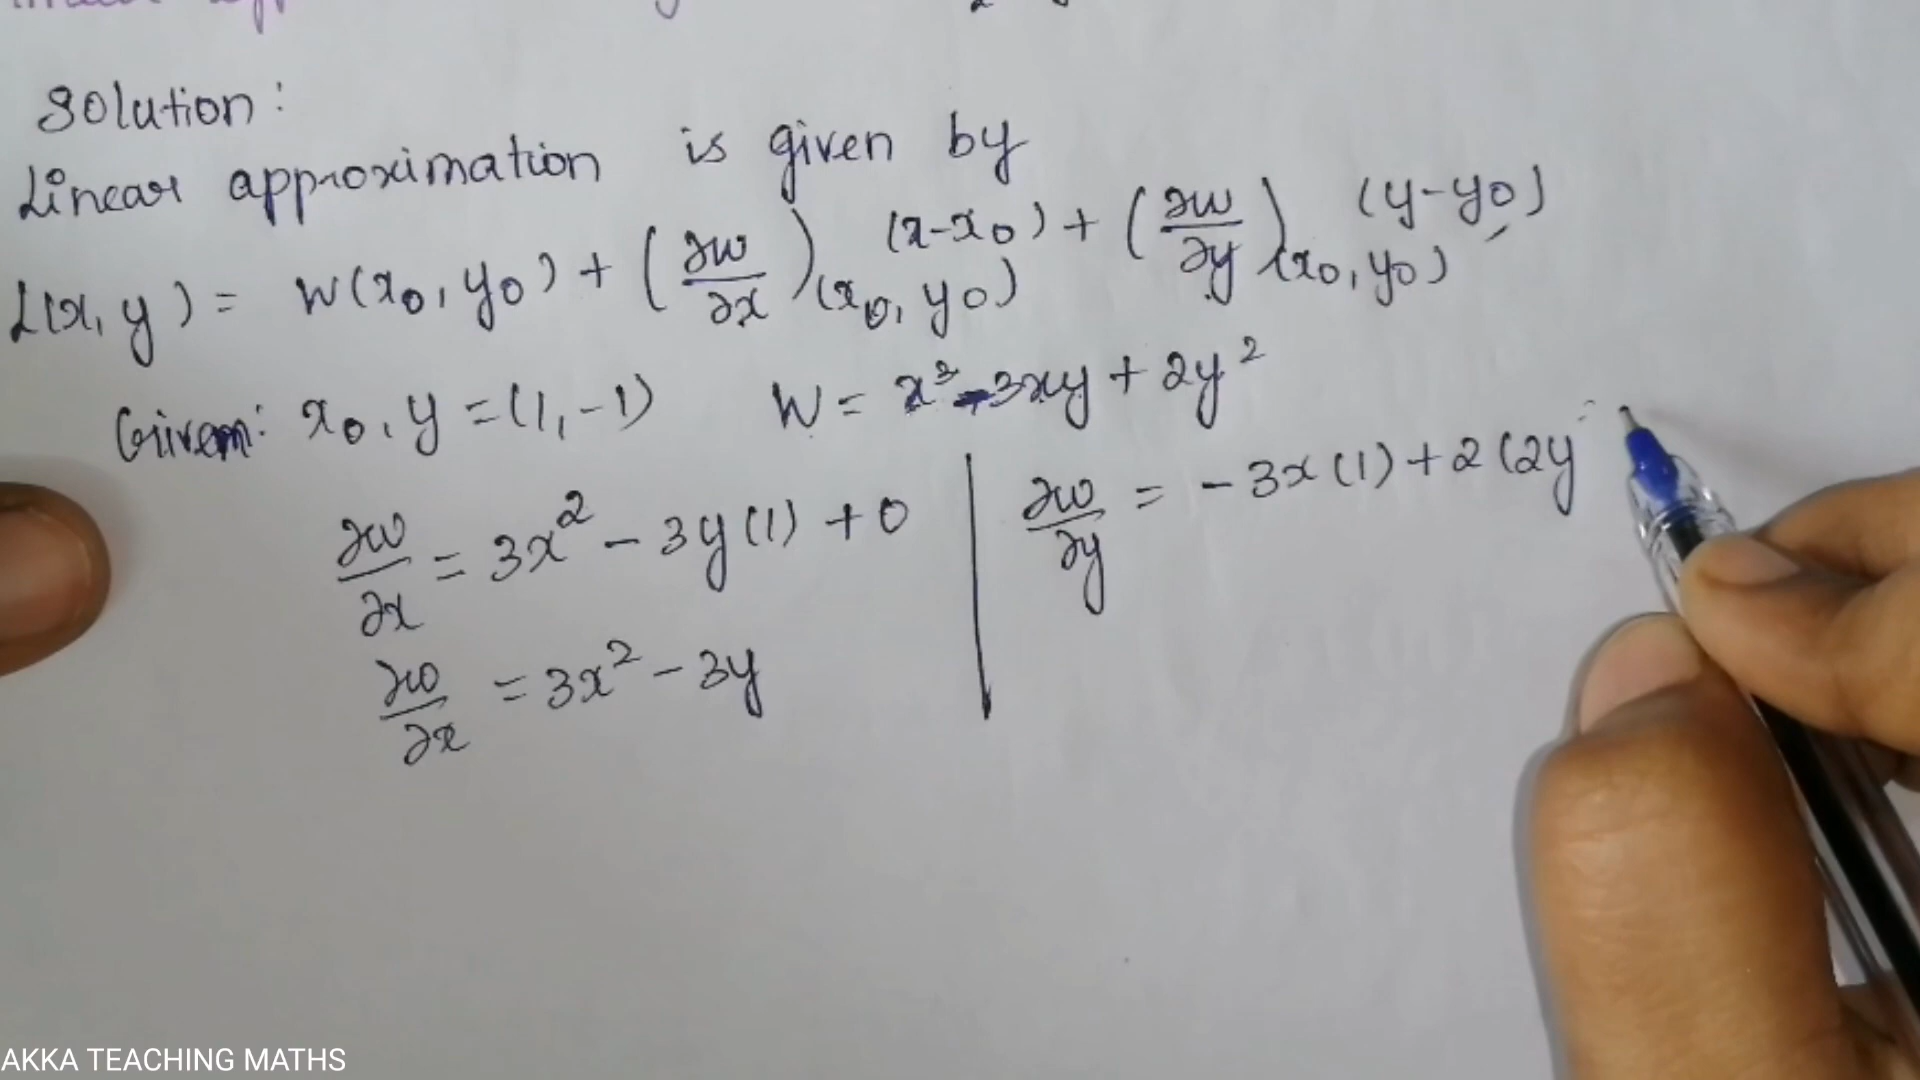 Solution:
Linear approximation is given by
L(x, y) = W(x₀, y₀) + (∂w/∂x)(x₀, y₀) (x-x₀) + (∂w/∂y)(x₀, y₀) (y-y₀)
Given: x₀, y = (1, -1) W = x³ - 3xy + 2y²
∂w/∂x = 3x² - 3y(1) + 0
∂w/∂x = 3x² - 3y
∂w/∂y = - 3x(1) + 2(2y
AKKA TEACHING MATHS